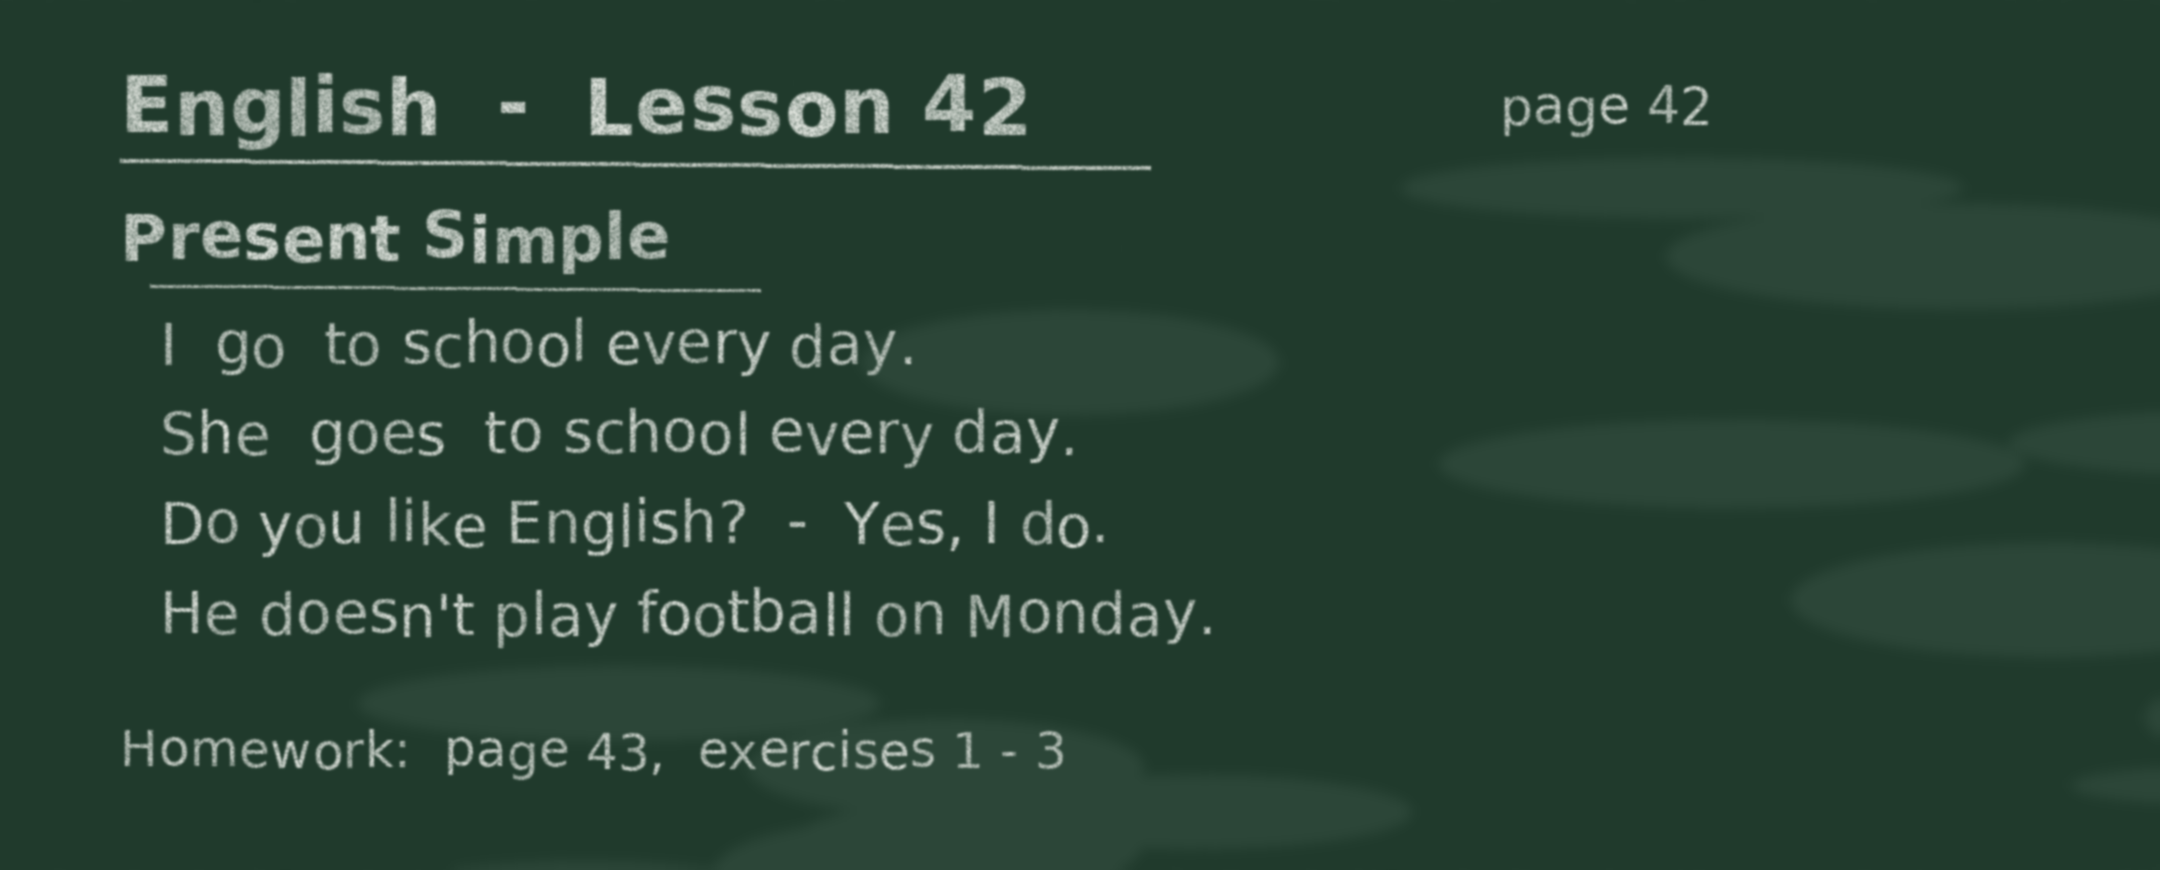 English - Lesson 42
page 42
Present Simple
I go to school every day.
She goes to school every day.
Do you like English? - Yes, I do.
He doesn't play football on Monday.
Homework: page 43, exercises 1 - 3